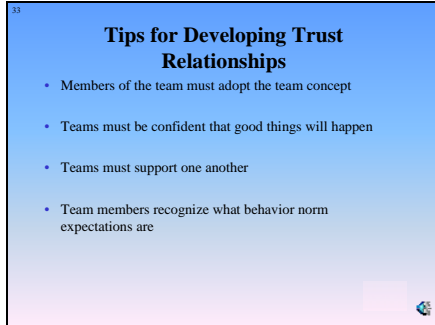 33
Tips for Developing Trust
Relationships
• Members of the team must adopt the team concept
• Teams must be confident that good things will happen
• Teams must support one another
• Team members recognize what behavior norm
expectations are